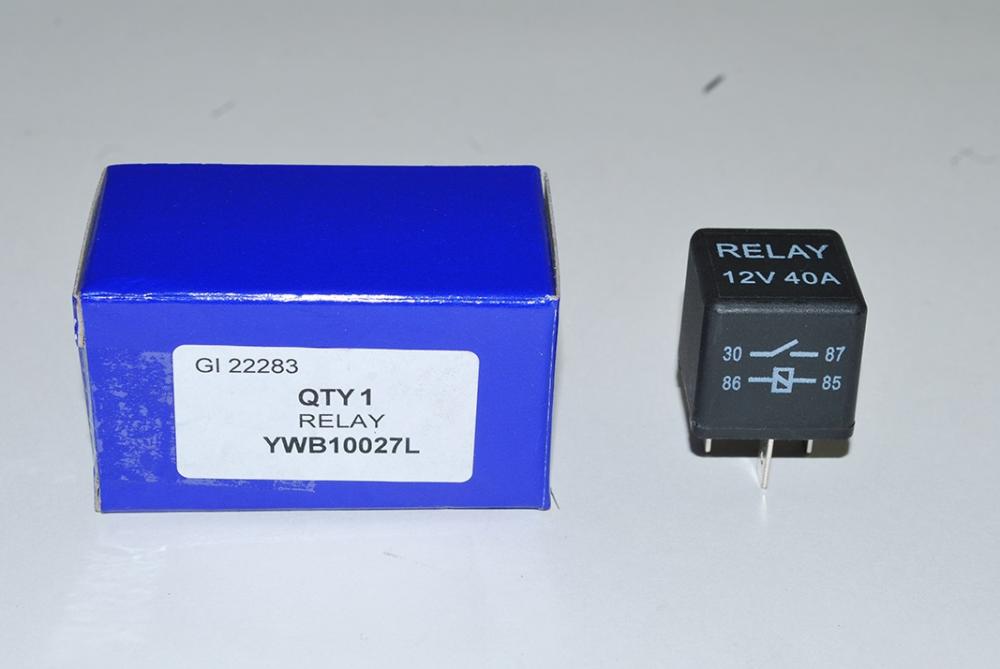 GI 22283
QTY 1
RELAY
YWB10027L
RELAY
12V 40A
30 87
86 85